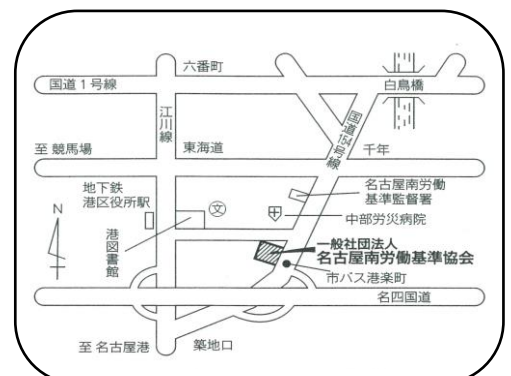 六番町
国道1号線
白鳥橋
江川線
国道154号線
至 競馬場
東海道
千年
地下鉄
港区役所駅
名古屋南労働
基準監督署
N
文
中部労災病院
港図書館
一般社団法人
名古屋南労働基準協会
市バス港楽町
名四国道
至 名古屋港
築地口